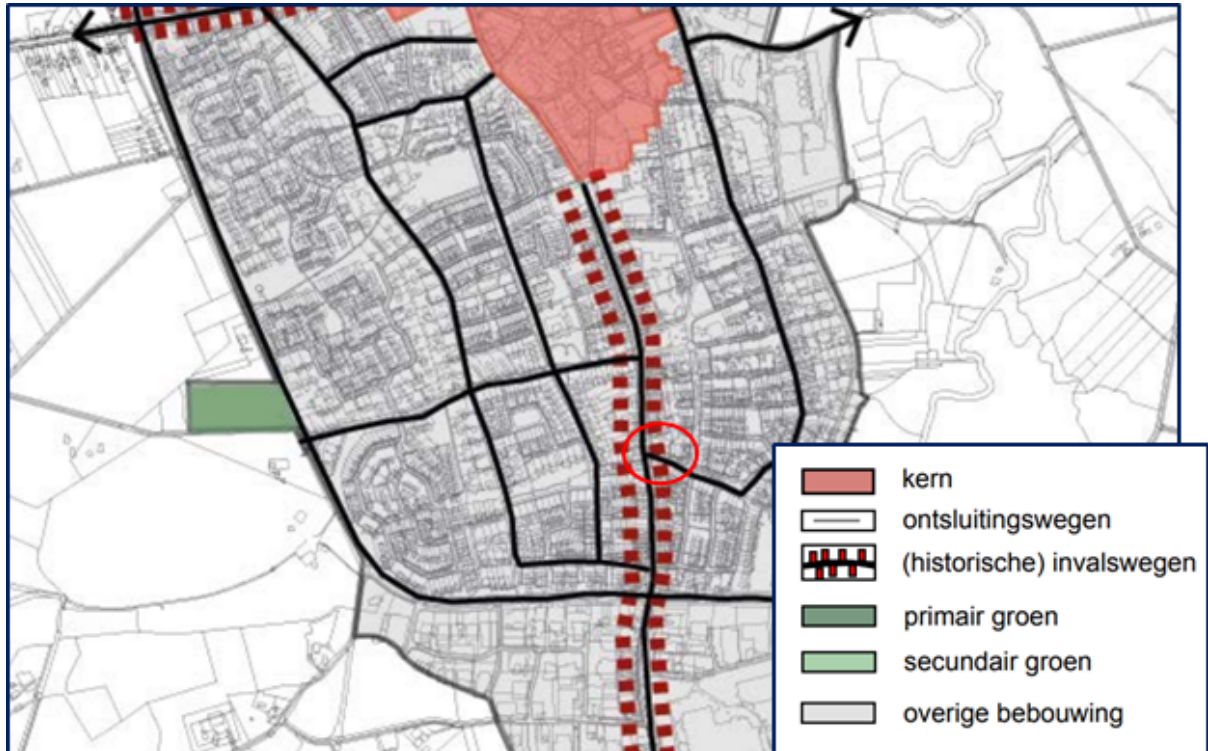 kern
ontsluitingswegen
(historische) invalswegen
primair groen
secundair groen
overige bebouwing